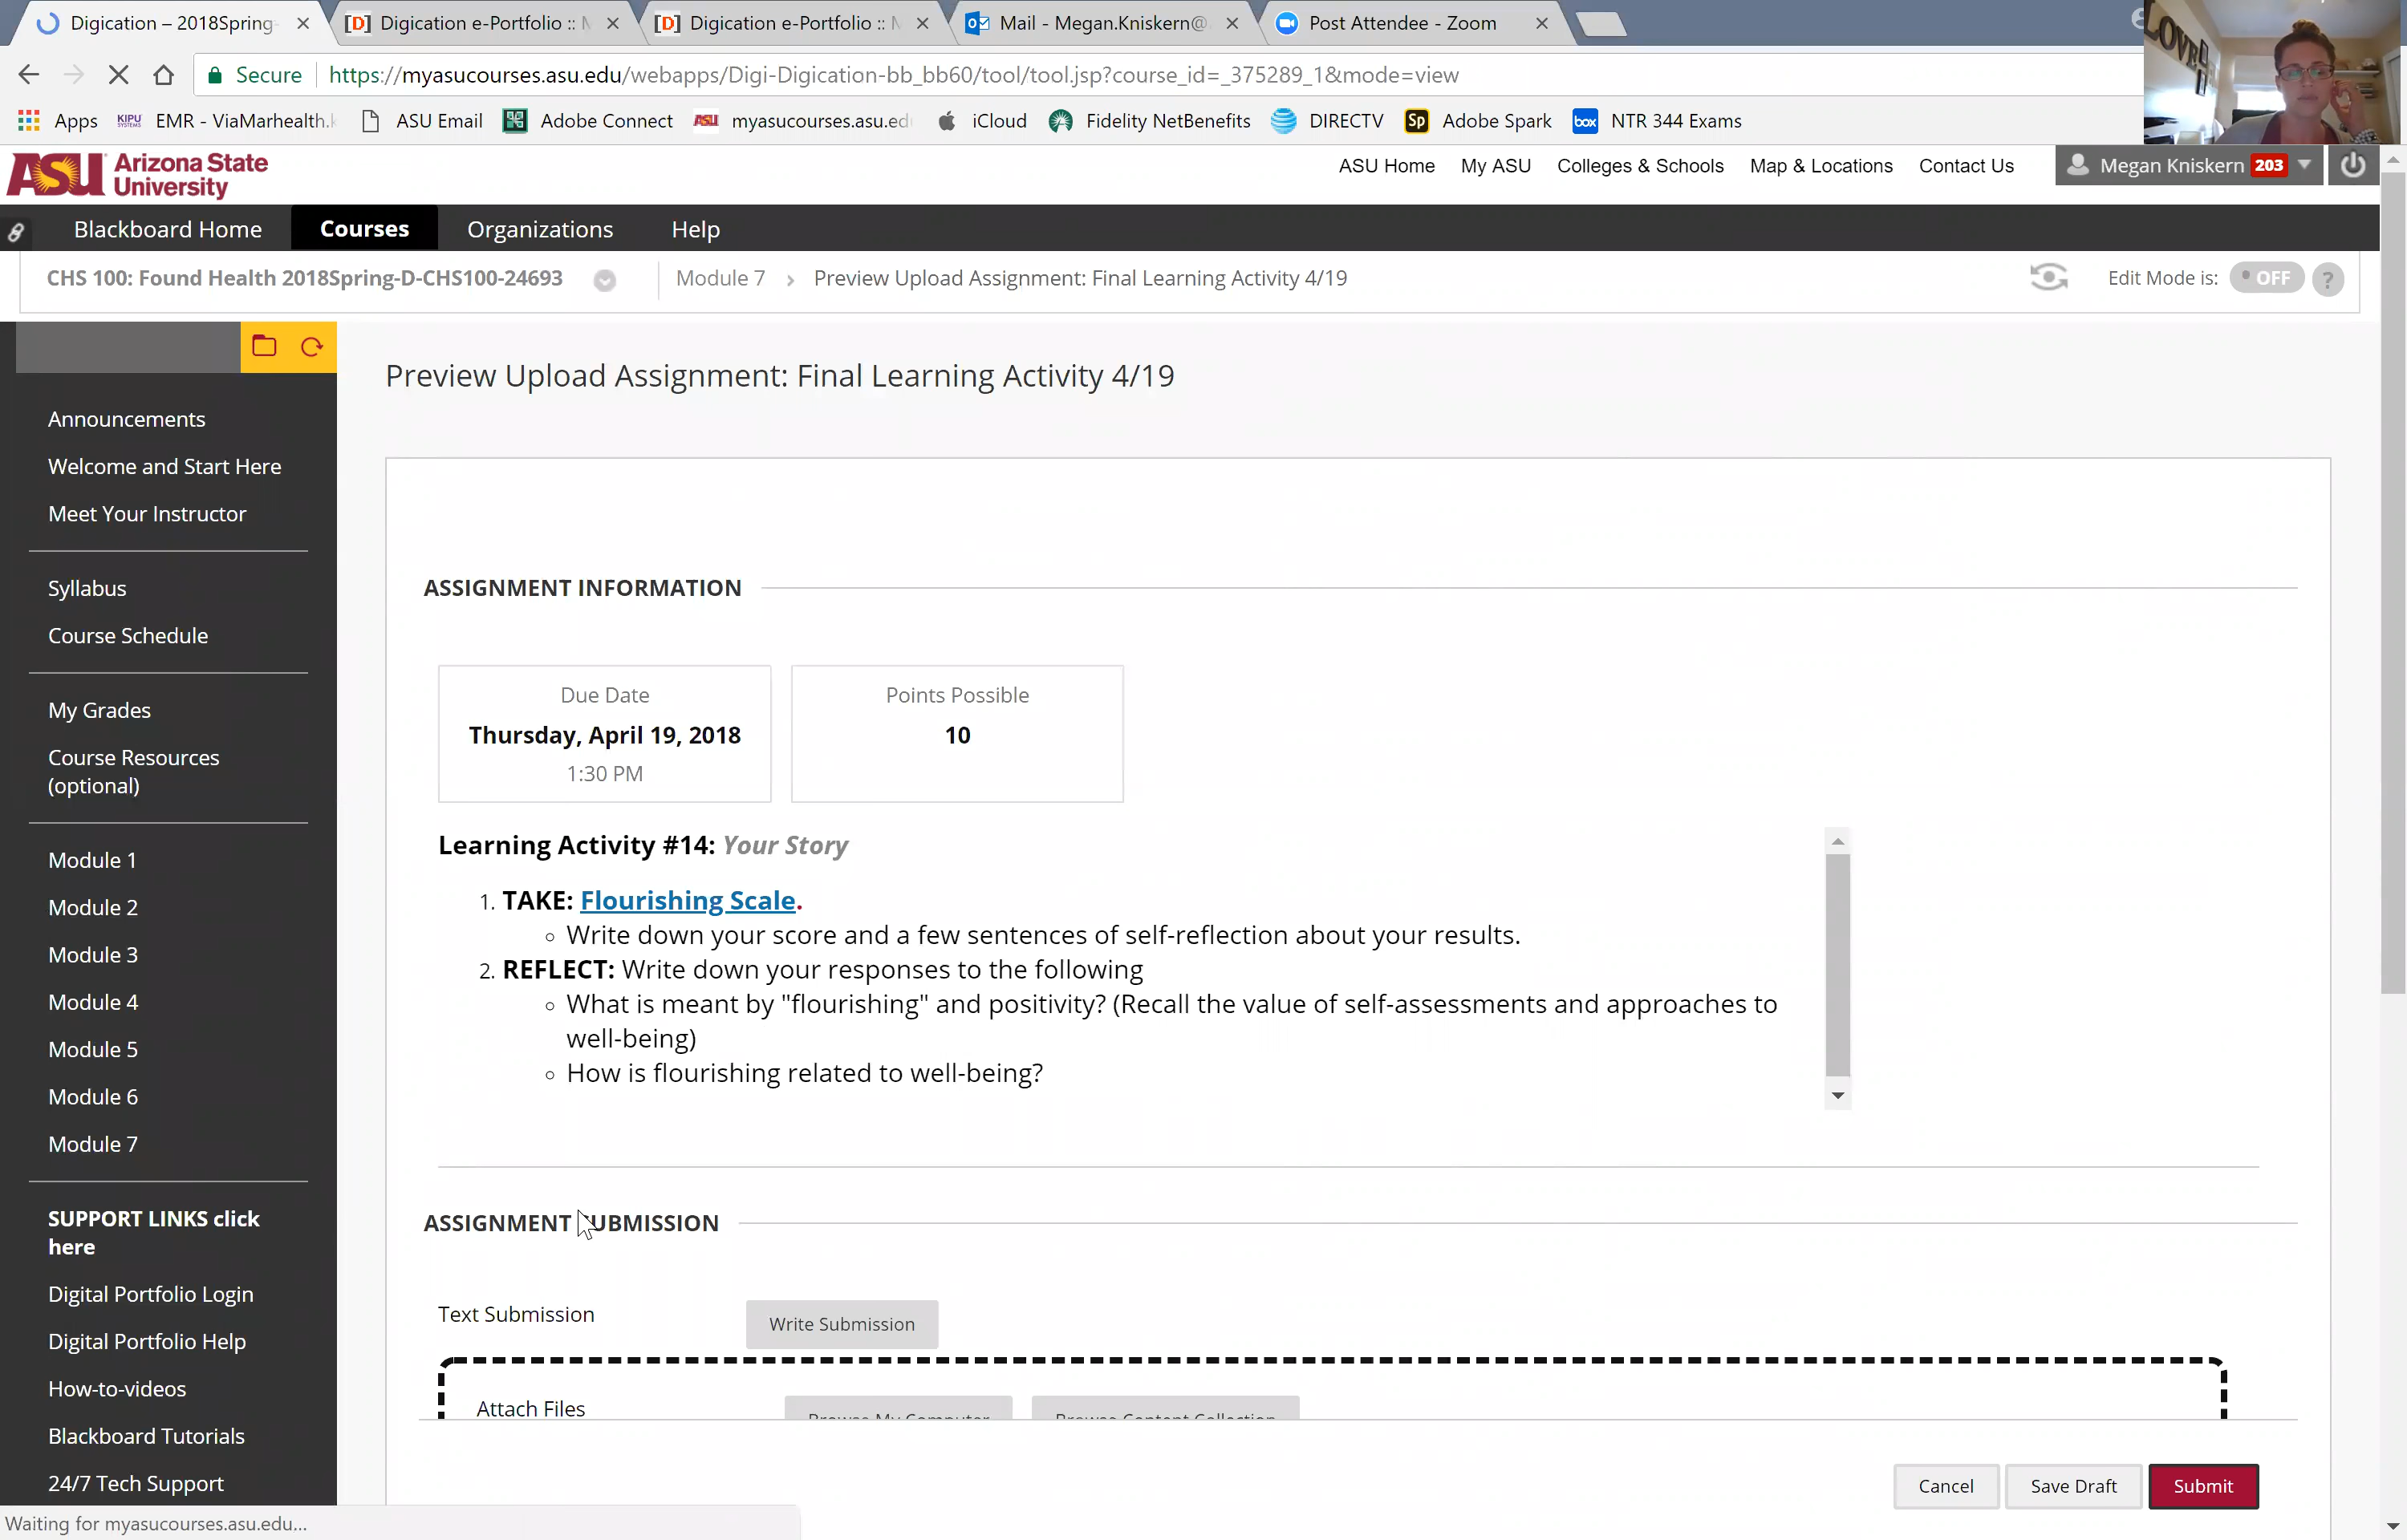 Digication – 2018Spring-
Digication e-Portfolio ::
Digication e-Portfolio ::
Mail - Megan.Kniskern@
Post Attendee - Zoom
Secure
https://myasucourses.asu.edu/webapps/Digi-Digication-bb_bb60/tool/tool.jsp?course_id=_375289_1&mode=view
Apps
KIPU SYSTEMS
EMR - ViaMarhealth.
ASU Email
Adobe Connect
ASU
myasucourses.asu.ed
iCloud
Fidelity NetBenefits
DIRECTV
Sp
Adobe Spark
box
NTR 344 Exams
LOVE
ASU Arizona State
University
ASU Home
My ASU
Colleges & Schools
Map & Locations
Contact Us
Megan Kniskern 203
Blackboard Home
Courses
Organizations
Help
CHS 100: Found Health 2018Spring-D-CHS100-24693
Module 7 > Preview Upload Assignment: Final Learning Activity 4/19
Edit Mode is: OFF ?
Preview Upload Assignment: Final Learning Activity 4/19
Announcements
Welcome and Start Here
Meet Your Instructor
Syllabus
Course Schedule
My Grades
Course Resources
(optional)
Module 1
Module 2
Module 3
Module 4
Module 5
Module 6
Module 7
SUPPORT LINKS click
here
Digital Portfolio Login
Digital Portfolio Help
How-to-videos
Blackboard Tutorials
24/7 Tech Support
ASSIGNMENT INFORMATION
Due Date
Thursday, April 19, 2018
1:30 PM
Points Possible
10
Learning Activity #14: Your Story
1. TAKE: Flourishing Scale.
Write down your score and a few sentences of self-reflection about your results.
2. REFLECT: Write down your responses to the following
What is meant by "flourishing" and positivity? (Recall the value of self-assessments and approaches to
well-being)
How is flourishing related to well-being?
ASSIGNMENT SUBMISSION
Text Submission
Write Submission
Attach Files
Browse My Computer
Browse Content Collection
Cancel
Save Draft
Submit
Waiting for myasucourses.asu.edu...